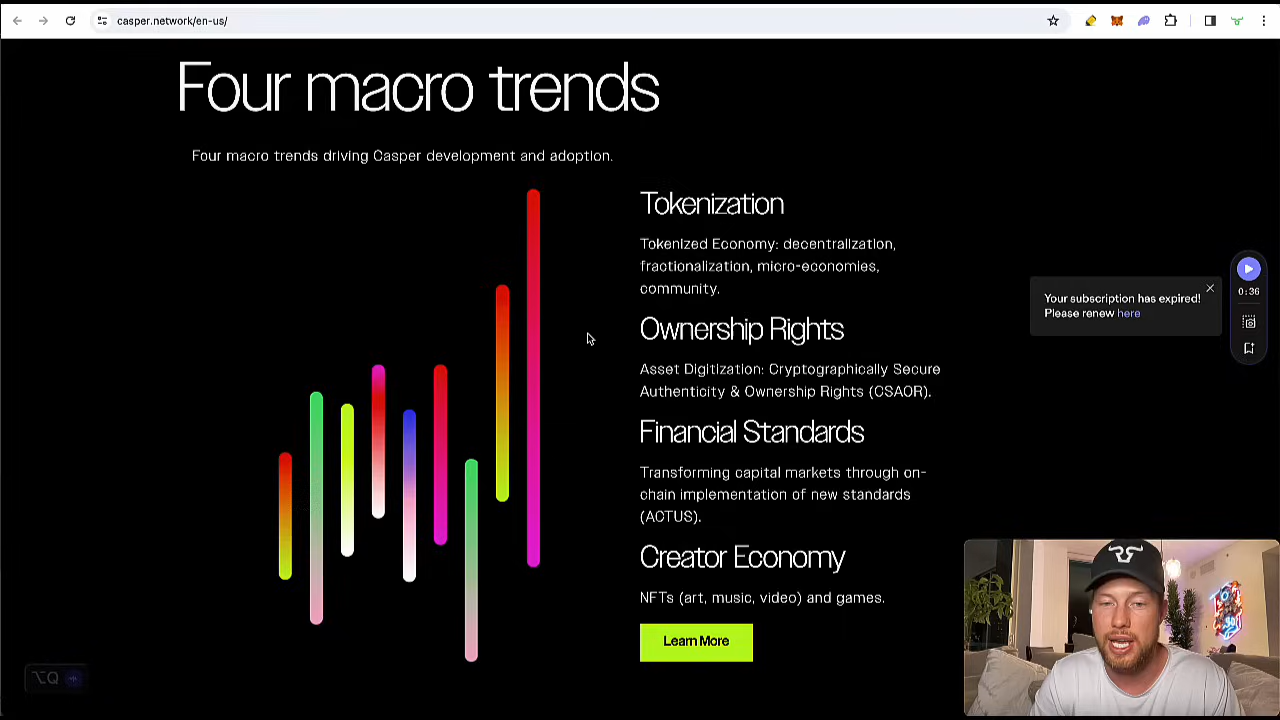 casper.network/en-us/
Four macro trends
Four macro trends driving Casper development and adoption.
Tokenization
Tokenized Economy: decentralization,
fractionalization, micro-economies,
community.
Ownership Rights
Asset Digitization: Cryptographically Secure
Authenticity & Ownership Rights (CSAOR).
Financial Standards
Transforming capital markets through on-
chain implementation of new standards
(ACTUS).
Creator Economy
NFTs (art, music, video) and games.
Learn More
Your subscription has expired!
Please renew here
0:36
⌥Q